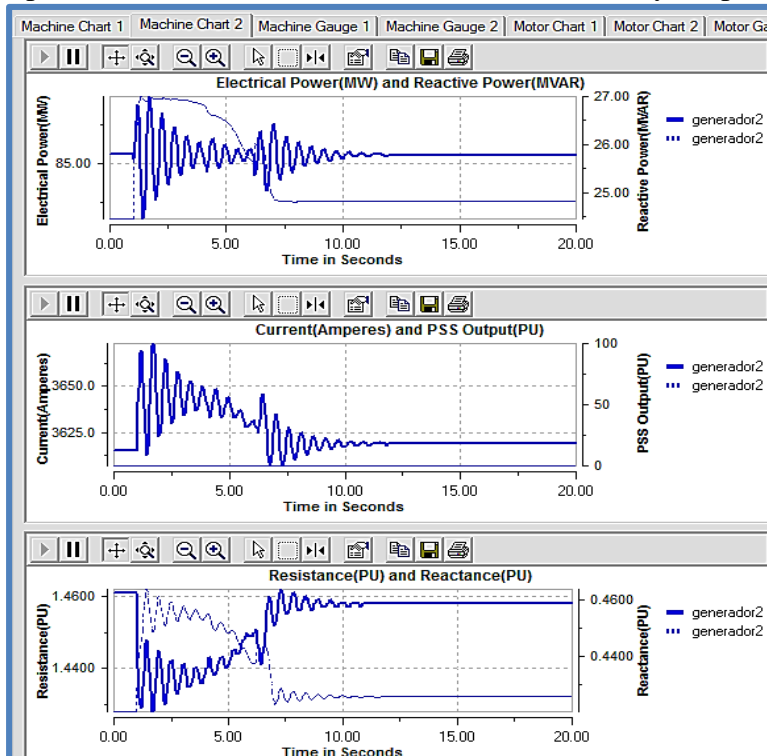 Machine Chart 1 Machine Chart 2 Machine Gauge 1 Machine Gauge 2 Motor Chart 1 Motor Chart 2
Electrical Power(MW) and Reactive Power(MVAR)
Electrical Power(MW)
85.00
27.00
26.00
25.00
Reactive Power(MVAR)
generador2
generador2
0.00 5.00 10.00 15.00 20.00
Time in Seconds
Current(Amperes) and PSS Output(PU)
Current(Amperes)
3650.0
3625.0
100
50
0
PSS Output(PU)
generador2
generador2
0.00 5.00 10.00 15.00 20.00
Time in Seconds
Resistance(PU) and Reactance(PU)
Resistance(PU)
1.4600
1.4400
0.4600
0.4400
Reactance(PU)
generador2
generador2
0.00 5.00 10.00 15.00 20.00
Time in Seconds